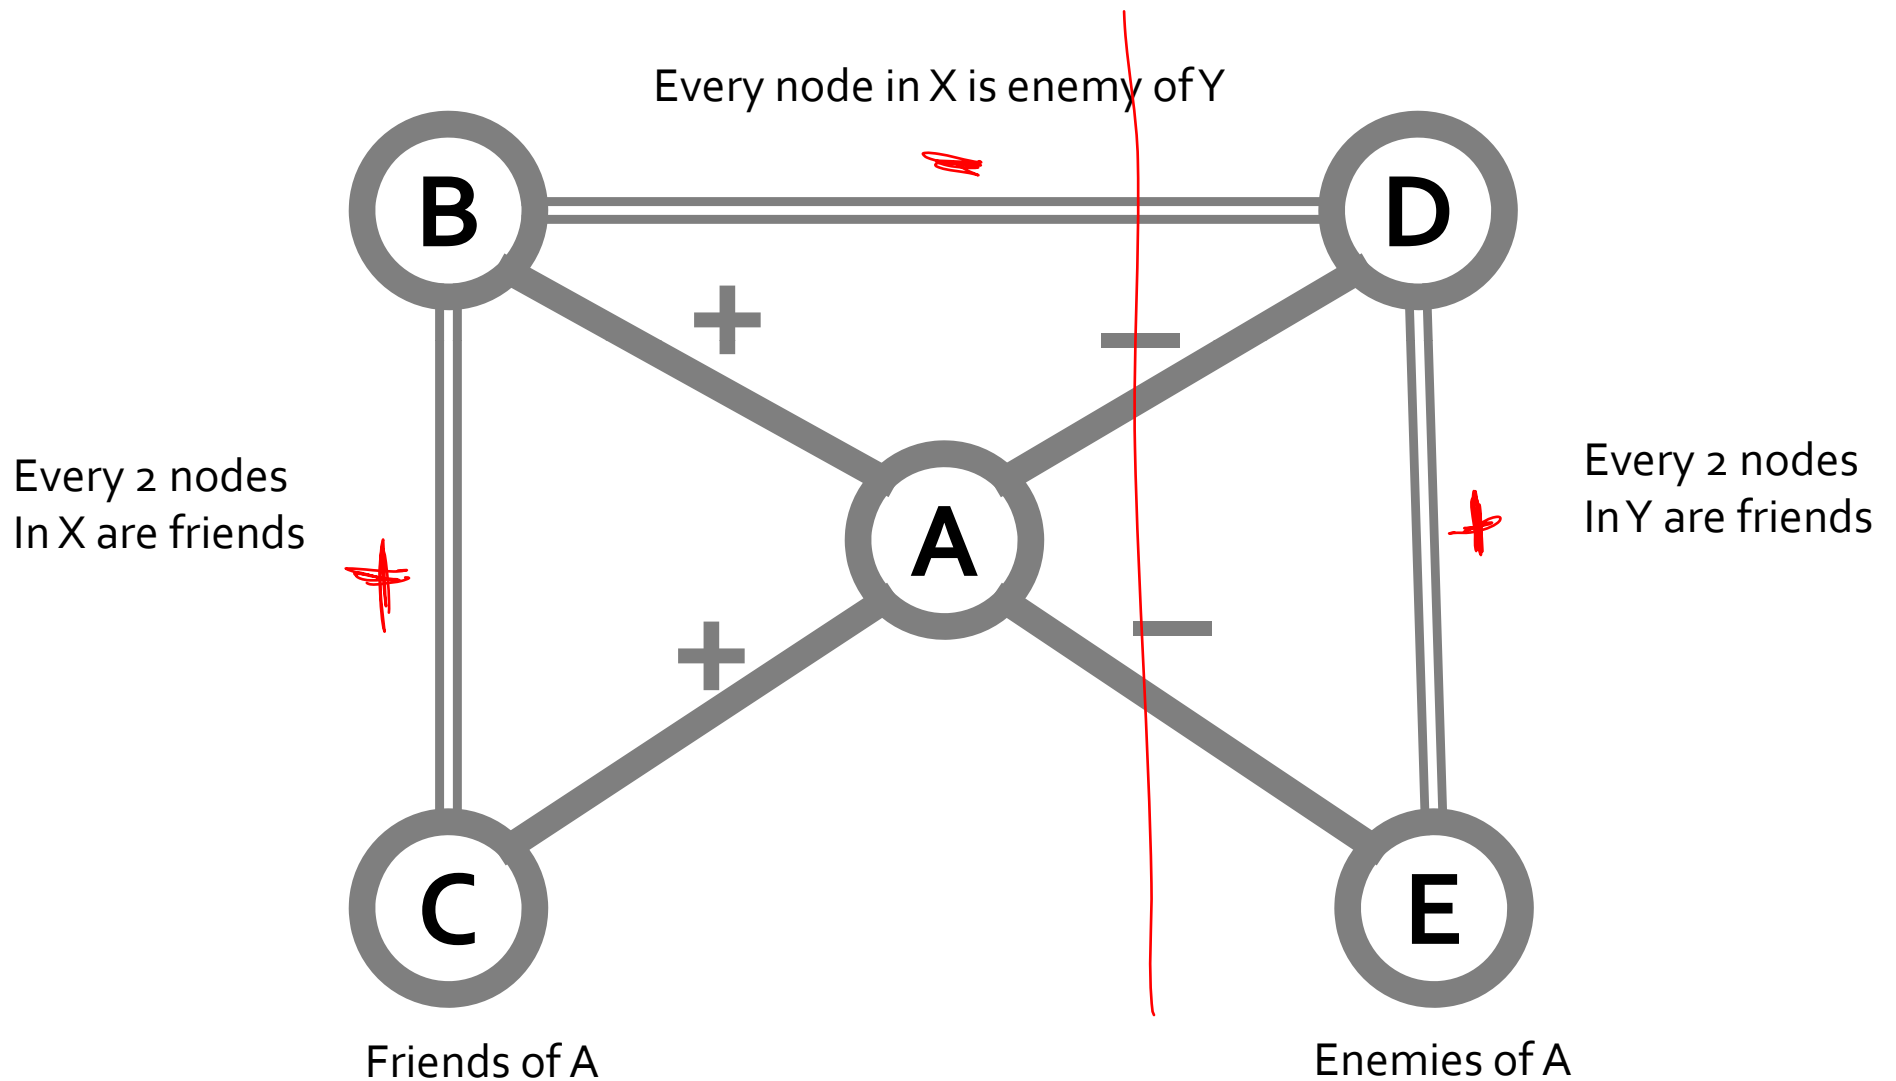 Every node in X is enemy of Y
−
B
D
+
−
Every 2 nodes
In X are friends
+
A
+
Every 2 nodes
In Y are friends
+
−
C
E
Friends of A
Enemies of A